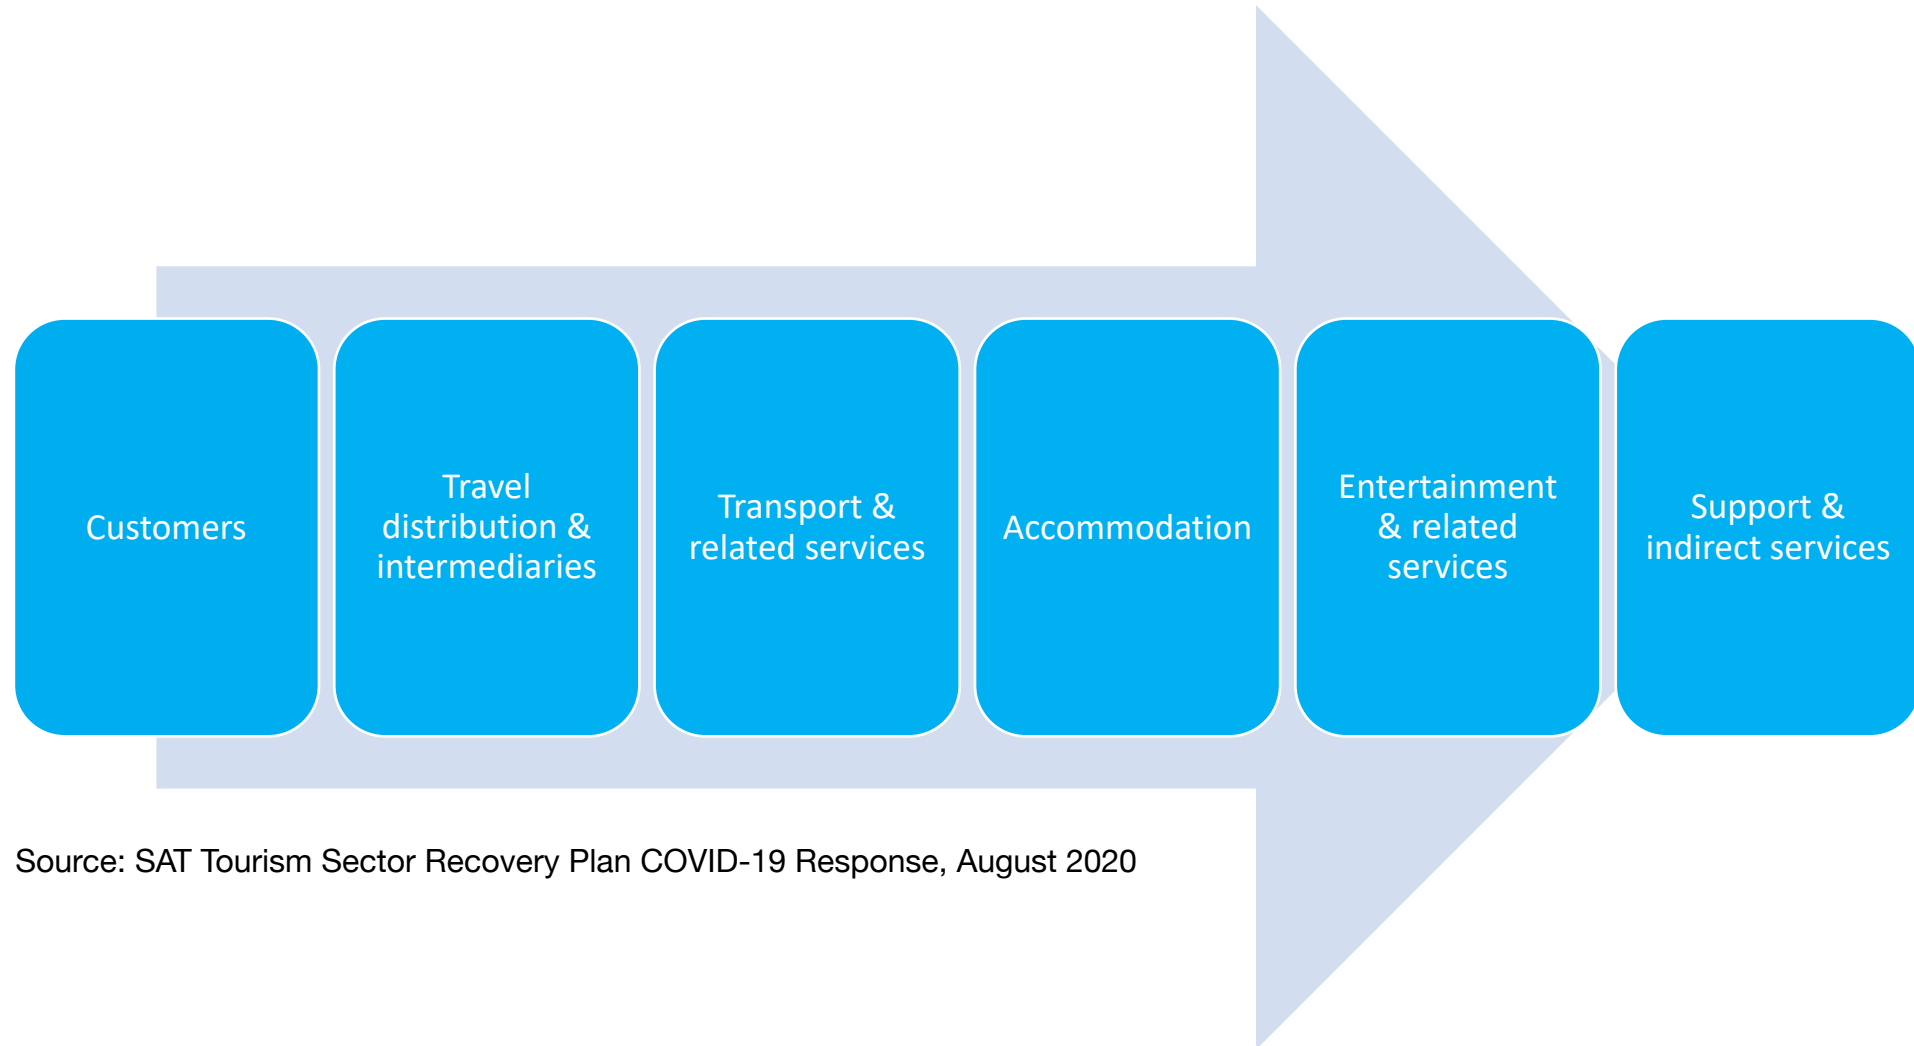 Customers
Travel
distribution &
intermediaries
Transport &
related services
Accommodation
Entertainment
& related
services
Support &
indirect services
Source: SAT Tourism Sector Recovery Plan COVID-19 Response, August 2020